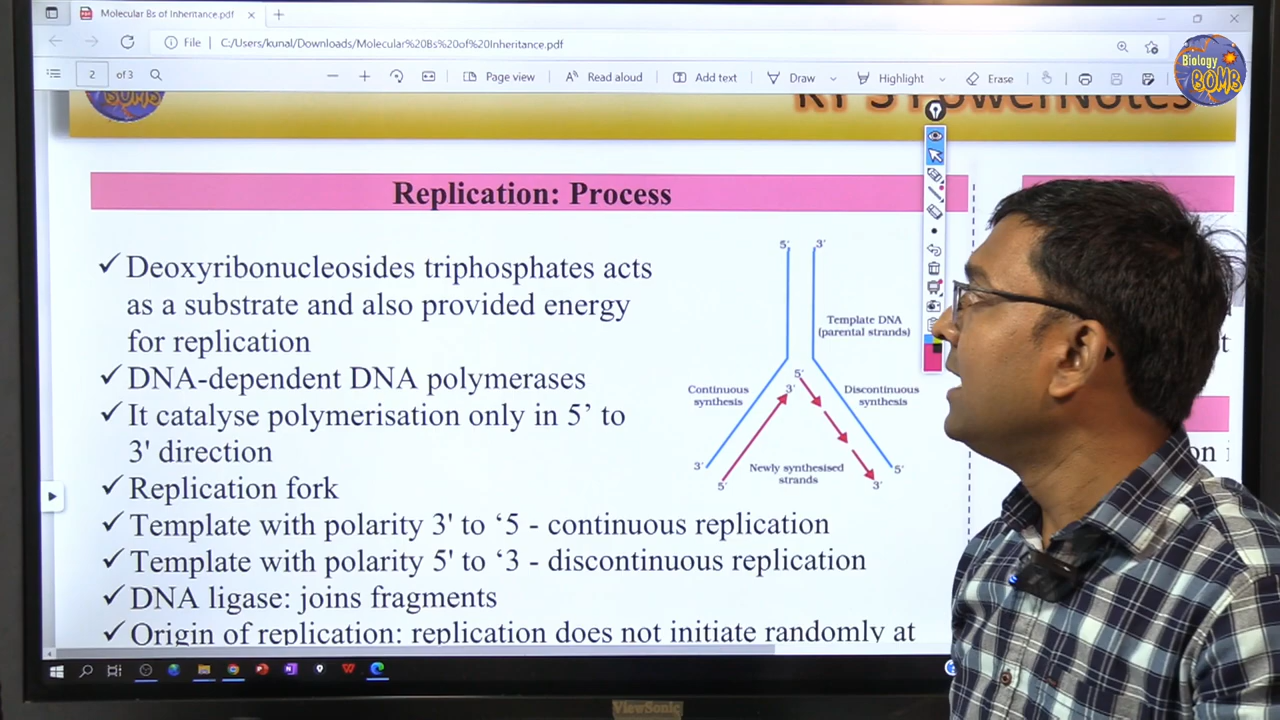 Molecular Bs of Inheritance.pdf
File
C:/Users/kunal/Downloads/Molecular%20Bs%20of%20Inheritance.pdf
2 of 3
Page view
Read aloud
Add text
Draw
Highlight
Erase
Biology
BOMB
BOMB
KT'S PowerNotes
Replication: Process
✓ Deoxyribonucleosides triphosphates acts
as a substrate and also provided energy
for replication
✓ DNA-dependent DNA polymerases
✓ It catalyse polymerisation only in 5’ to
3' direction
✓ Replication fork
✓ Template with polarity 3' to ‘5 - continuous replication
✓ Template with polarity 5' to ‘3 - discontinuous replication
✓ DNA ligase: joins fragments
✓ Origin of replication: replication does not initiate randomly at
5′ 3′
Template DNA
(parental strands)
5′
3′
Continuous
synthesis
Discontinuous
synthesis
3′
Newly synthesised
strands
5′
5′
3′
ViewSonic